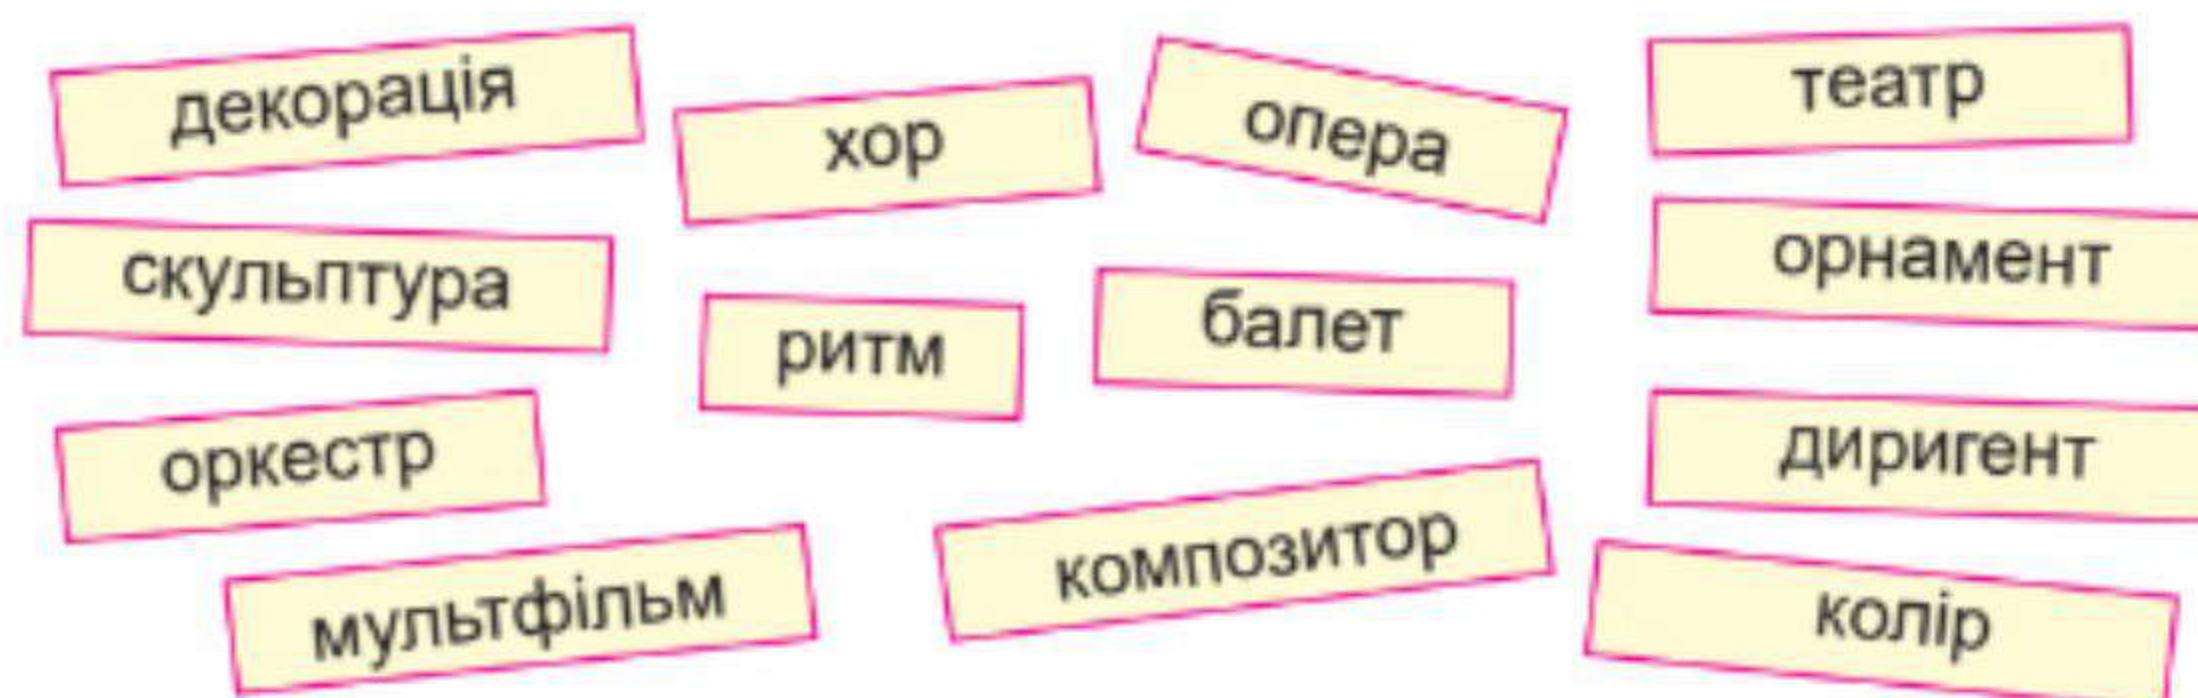 декорація
хор
опера
театр
скульптура
ритм
балет
орнамент
оркестр
диригент
мультфільм
композитор
колір